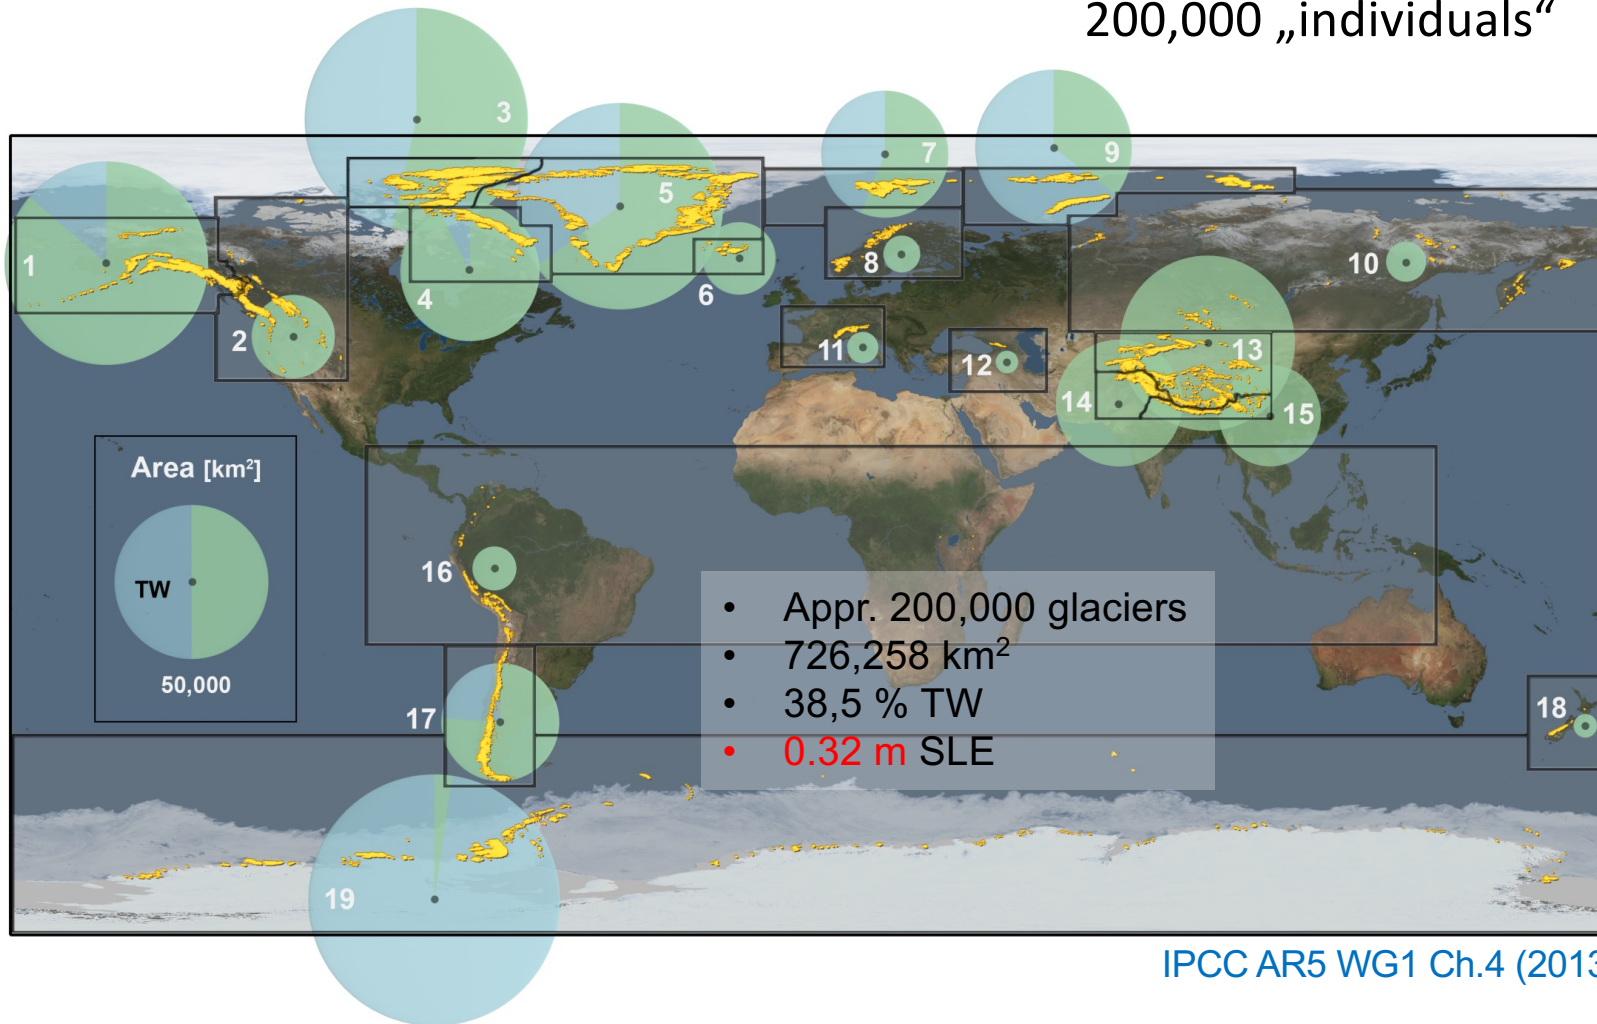 200,000 „individuals“
3
7
9
5
1
8
10
6
4
2
11
13
12
14
15
Area [km²]
TW
50,000
16
• Appr. 200,000 glaciers
• 726,258 km²
• 38,5 % TW
• 0.32 m SLE
17
18
19
IPCC AR5 WG1 Ch.4 (2013